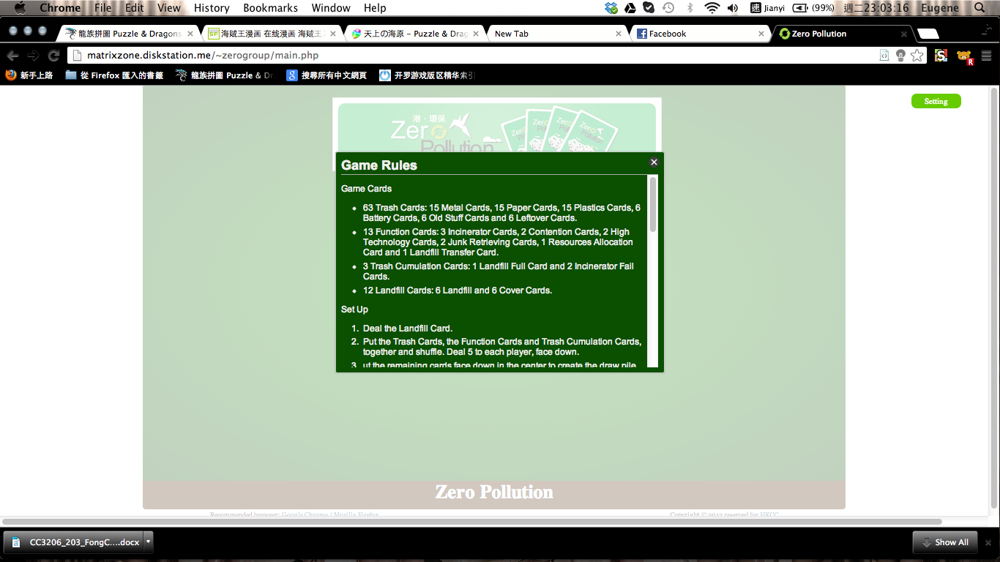 Chrome File Edit View History Bookmarks Window Help 速 Jianyi (99%) 週二23:03:16 Eugene
龍族拼圖 Puzzle & Dragons 海贼王漫画 在线漫画 海贼王 天上の海原 – Puzzle & Drag New Tab Facebook Zero Pollution
matrixzone.diskstation.me/~zerogroup/main.php
新手上路 從 Firefox 匯入的書籤 龍族拼圖 Puzzle & Dr 搜尋所有中文網頁 开罗游戏版区精华索引
Setting
港·環保
Zero
Pollution
Game Rules
Game Cards
• 63 Trash Cards: 15 Metal Cards, 15 Paper Cards, 15 Plastics Cards, 6
Battery Cards, 6 Old Stuff Cards and 6 Leftover Cards.
• 13 Function Cards: 3 Incinerator Cards, 2 Contention Cards, 2 High
Technology Cards, 2 Junk Retrieving Cards, 1 Resources Allocation
Card and 1 Landfill Transfer Card.
• 3 Trash Cumulation Cards: 1 Landfill Full Card and 2 Incinerator Fail
Cards.
• 12 Landfill Cards: 6 Landfill and 6 Cover Cards.
Set Up
1. Deal the Landfill Card.
2. Put the Trash Cards, the Function Cards and Trash Cumulation Cards,
together and shuffle. Deal 5 to each player, face down.
3. ut the remaining cards face down in the center to create the draw pile
Zero Pollution
Recommended browser: Google Chrome / Mozilla Firefox
Copyright © 2013 reserved for HKCC
CC3206_203_FongC....docx Show All